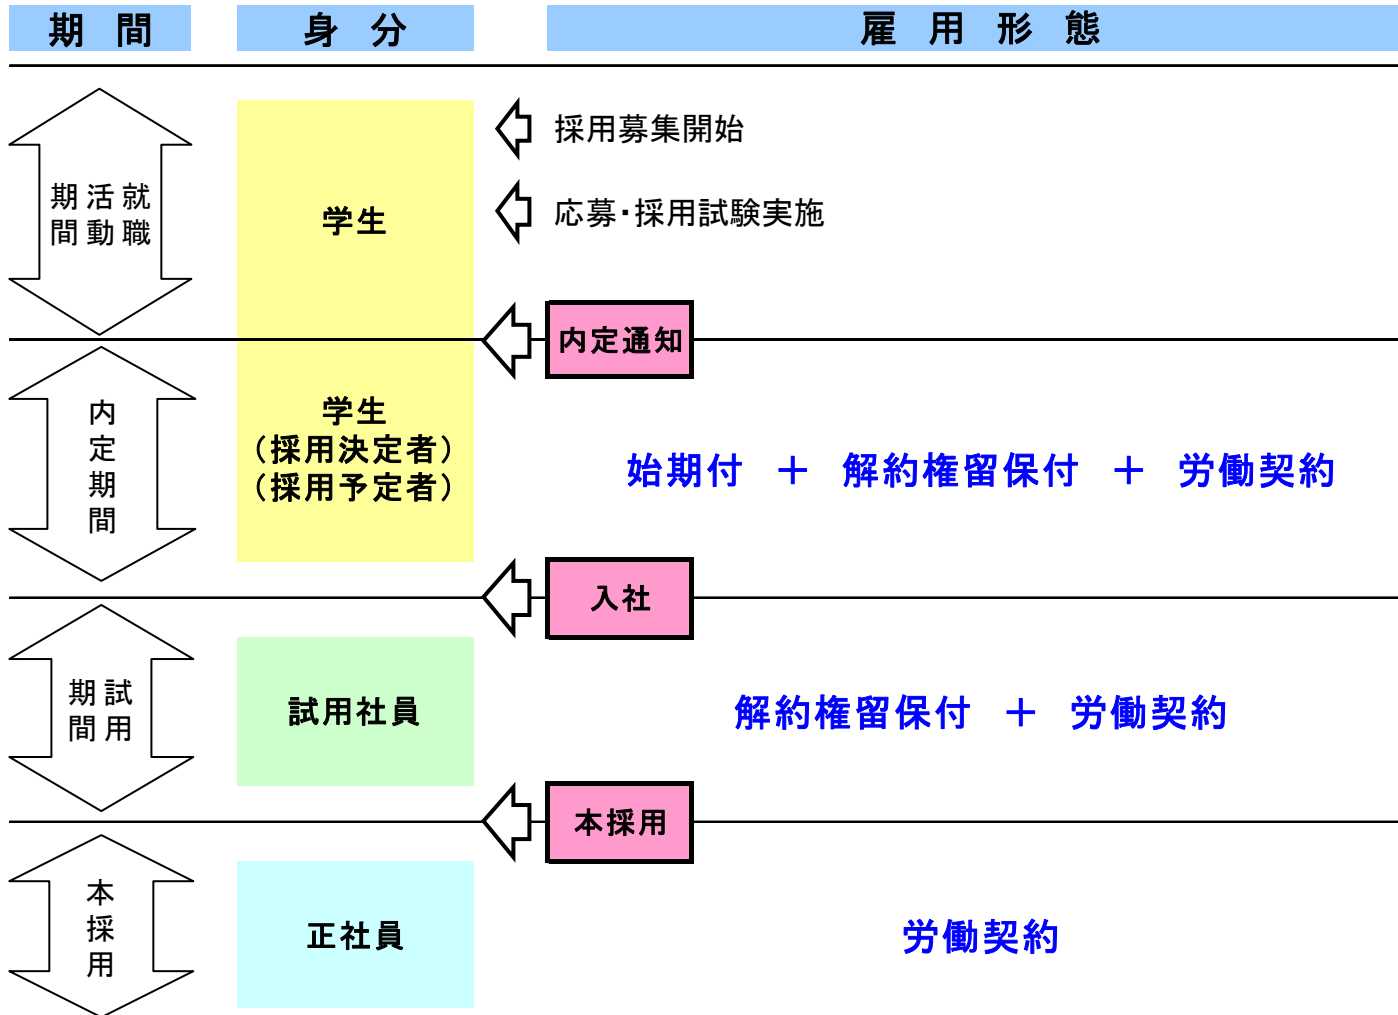 期 間
身 分
雇 用 形 態
就職
活動
期間
学生
採用募集開始
応募・採用試験実施
内定通知
内定期間
学生
（採用決定者）
（採用予定者）
始期付 ＋ 解約権留保付 ＋ 労働契約
入社
試用
期間
試用社員
解約権留保付 ＋ 労働契約
本採用
本採用
正社員
労働契約